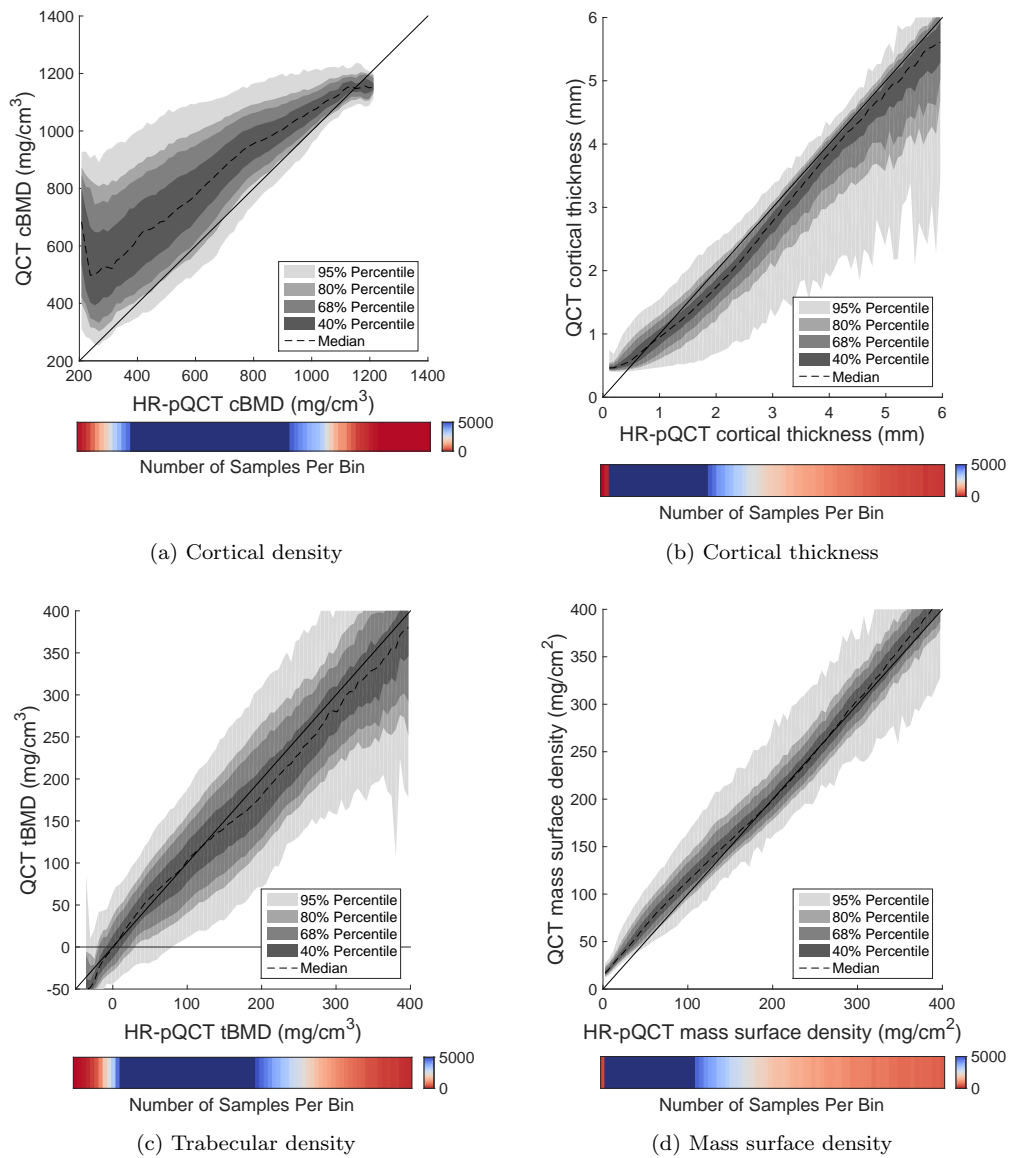 1400
1200
1000
800
600
400
200
200
400
600
800
1000
1200
1400
QCT cBMD (mg/cm³)
95% Percentile
80% Percentile
68% Percentile
40% Percentile
Median
HR-pQCT cBMD (mg/cm³)
5000
0
Number of Samples Per Bin
(a) Cortical density
6
5
4
3
2
1
0
0
1
2
3
4
5
6
QCT cortical thickness (mm)
95% Percentile
80% Percentile
68% Percentile
40% Percentile
Median
HR-pQCT cortical thickness (mm)
5000
0
Number of Samples Per Bin
(b) Cortical thickness
400
350
300
250
200
150
100
50
0
-50
0
100
200
300
400
QCT tBMD (mg/cm³)
95% Percentile
80% Percentile
68% Percentile
40% Percentile
Median
HR-pQCT tBMD (mg/cm³)
5000
0
Number of Samples Per Bin
(c) Trabecular density
400
350
300
250
200
150
100
50
0
0
100
200
300
400
QCT mass surface density (mg/cm²)
95% Percentile
80% Percentile
68% Percentile
40% Percentile
Median
HR-pQCT mass surface density (mg/cm²)
5000
0
Number of Samples Per Bin
(d) Mass surface density